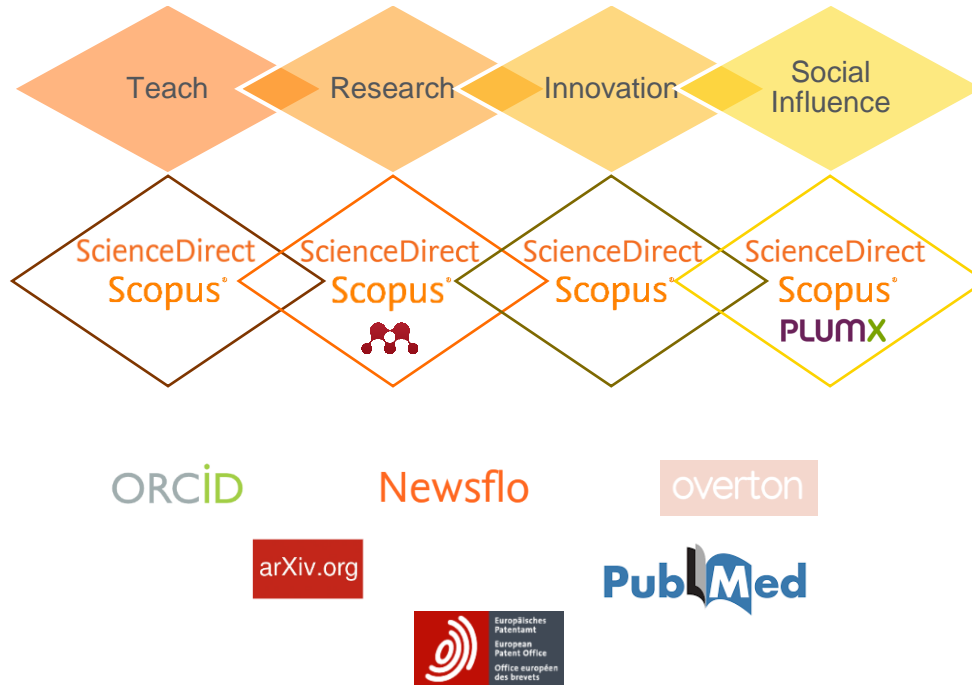 Teach
Research
Innovation
Social
Influence
ScienceDirect
Scopus®
ScienceDirect
Scopus®
ScienceDirect
Scopus®
ScienceDirect
Scopus®
PLUMX
ORCiD
Newsflo
overton
arXiv.org
PubMed
Europäisches
Patentamt
European
Patent Office
Office européen
des brevets